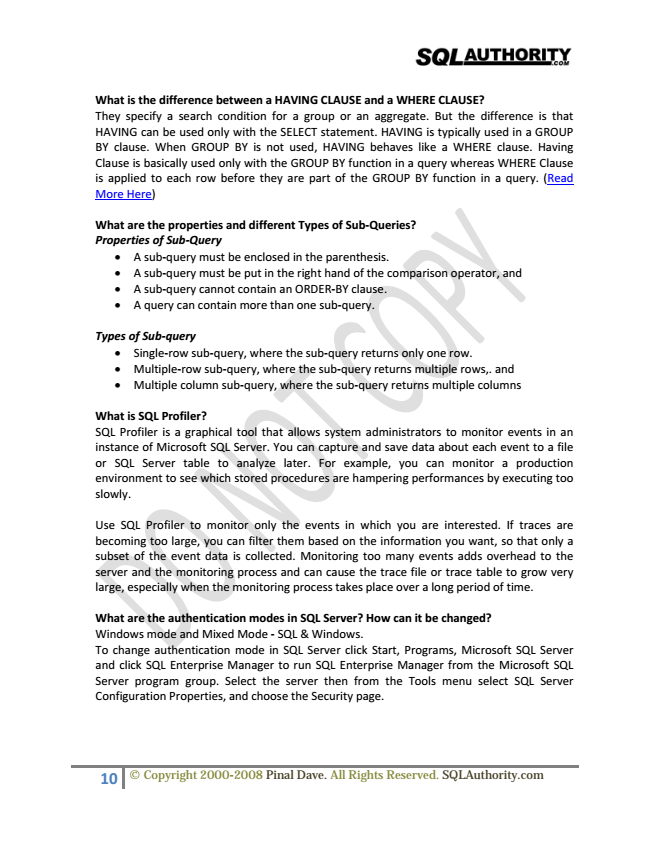 SQLAUTHORITY.COM
What is the difference between a HAVING CLAUSE and a WHERE CLAUSE?
They specify a search condition for a group or an aggregate. But the difference is that
HAVING can be used only with the SELECT statement. HAVING is typically used in a GROUP
BY clause. When GROUP BY is not used, HAVING behaves like a WHERE clause. Having
Clause is basically used only with the GROUP BY function in a query whereas WHERE Clause
is applied to each row before they are part of the GROUP BY function in a query. (Read
More Here)
What are the properties and different Types of Sub-Queries?
Properties of Sub-Query
• A sub-query must be enclosed in the parenthesis.
• A sub-query must be put in the right hand of the comparison operator, and
• A sub-query cannot contain an ORDER-BY clause.
• A query can contain more than one sub-query.
Types of Sub-query
• Single-row sub-query, where the sub-query returns only one row.
• Multiple-row sub-query, where the sub-query returns multiple rows,. and
• Multiple column sub-query, where the sub-query returns multiple columns
What is SQL Profiler?
SQL Profiler is a graphical tool that allows system administrators to monitor events in an
instance of Microsoft SQL Server. You can capture and save data about each event to a file
or SQL Server table to analyze later. For example, you can monitor a production
environment to see which stored procedures are hampering performances by executing too
slowly.
Use SQL Profiler to monitor only the events in which you are interested. If traces are
becoming too large, you can filter them based on the information you want, so that only a
subset of the event data is collected. Monitoring too many events adds overhead to the
server and the monitoring process and can cause the trace file or trace table to grow very
large, especially when the monitoring process takes place over a long period of time.
What are the authentication modes in SQL Server? How can it be changed?
Windows mode and Mixed Mode - SQL & Windows.
To change authentication mode in SQL Server click Start, Programs, Microsoft SQL Server
and click SQL Enterprise Manager to run SQL Enterprise Manager from the Microsoft SQL
Server program group. Select the server then from the Tools menu select SQL Server
Configuration Properties, and choose the Security page.
DO NOT COPY
10 © Copyright 2000-2008 Pinal Dave. All Rights Reserved. SQLAuthority.com